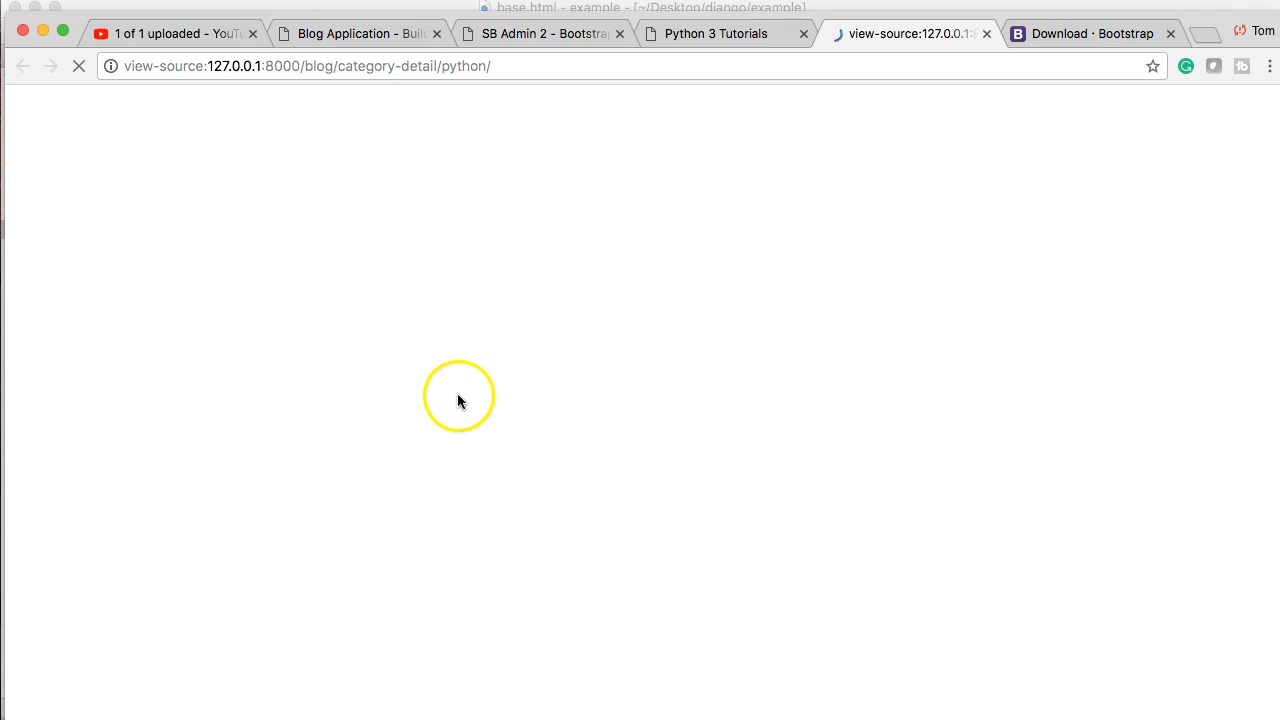 base.html - example - [~/Desktop/django/example]
1 of 1 uploaded - YouTu
Blog Application - Build
SB Admin 2 - Bootstrap
Python 3 Tutorials
view-source:127.0.0.1:8
Download · Bootstrap
Tom
view-source:127.0.0.1:8000/blog/category-detail/python/